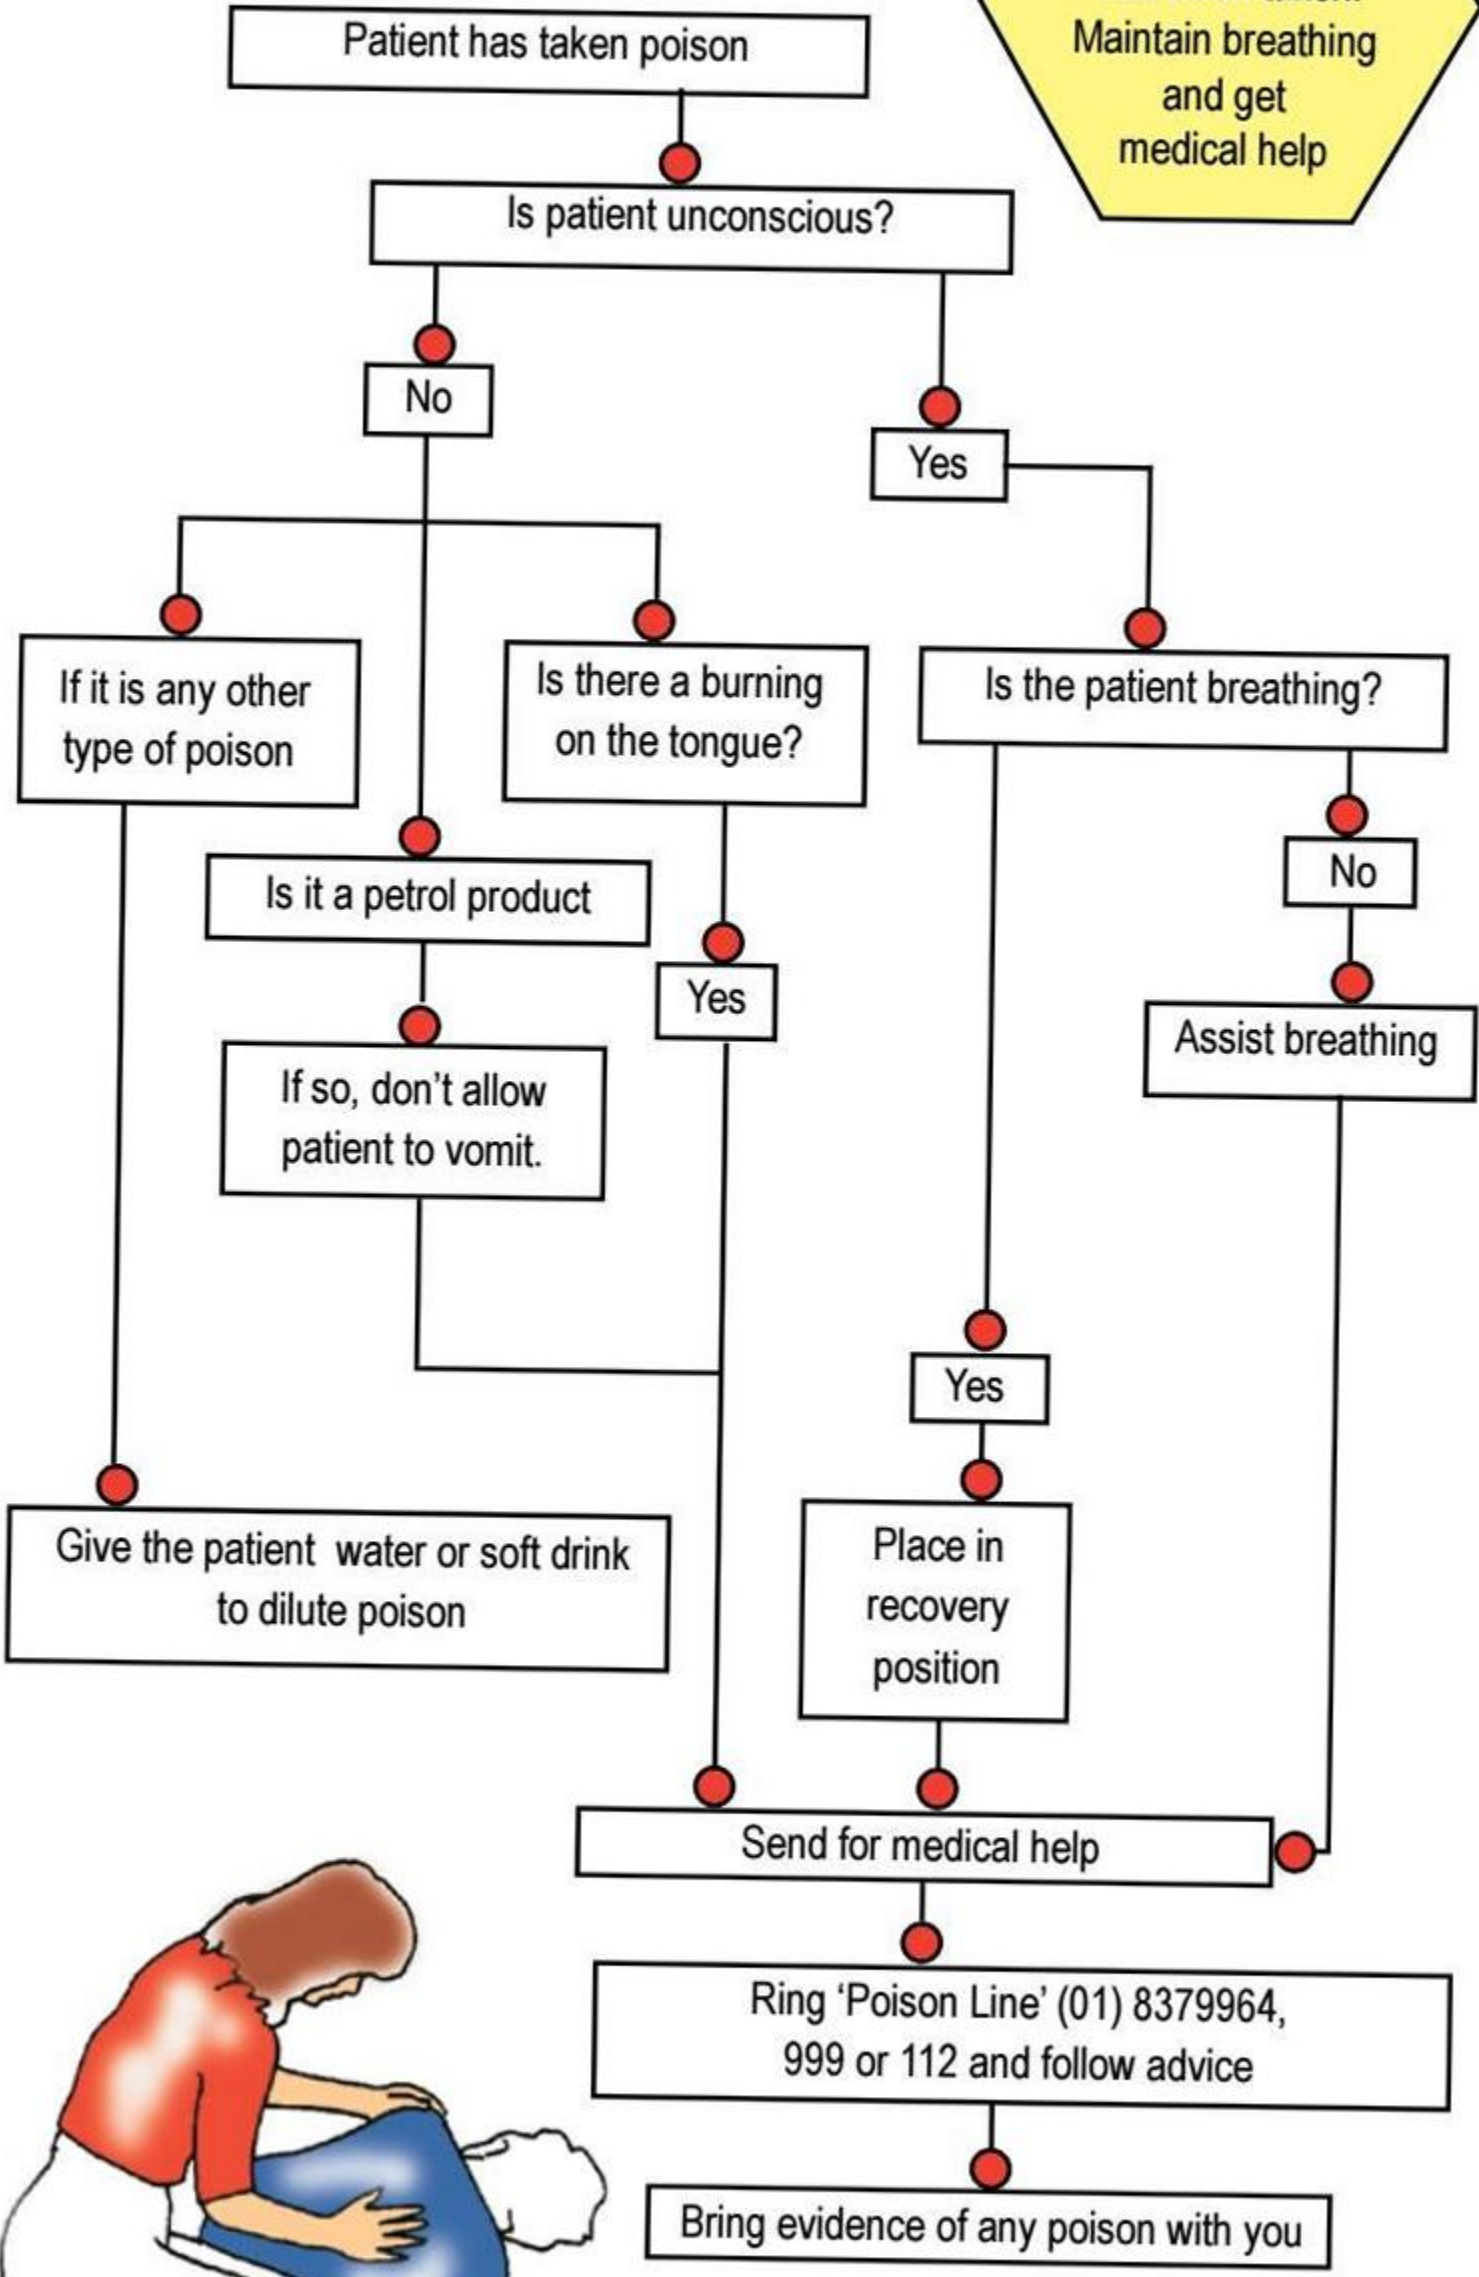 Patient has taken poison
Maintain breathing
and get
medical help
Is patient unconscious?
No
Yes
If it is any other
type of poison
Is there a burning
on the tongue?
Is the patient breathing?
Is it a petrol product
No
Yes
If so, don't allow
patient to vomit.
Assist breathing
Yes
Give the patient water or soft drink
to dilute poison
Place in
recovery
position
Send for medical help
Ring ‘Poison Line’ (01) 8379964,
999 or 112 and follow advice
Bring evidence of any poison with you